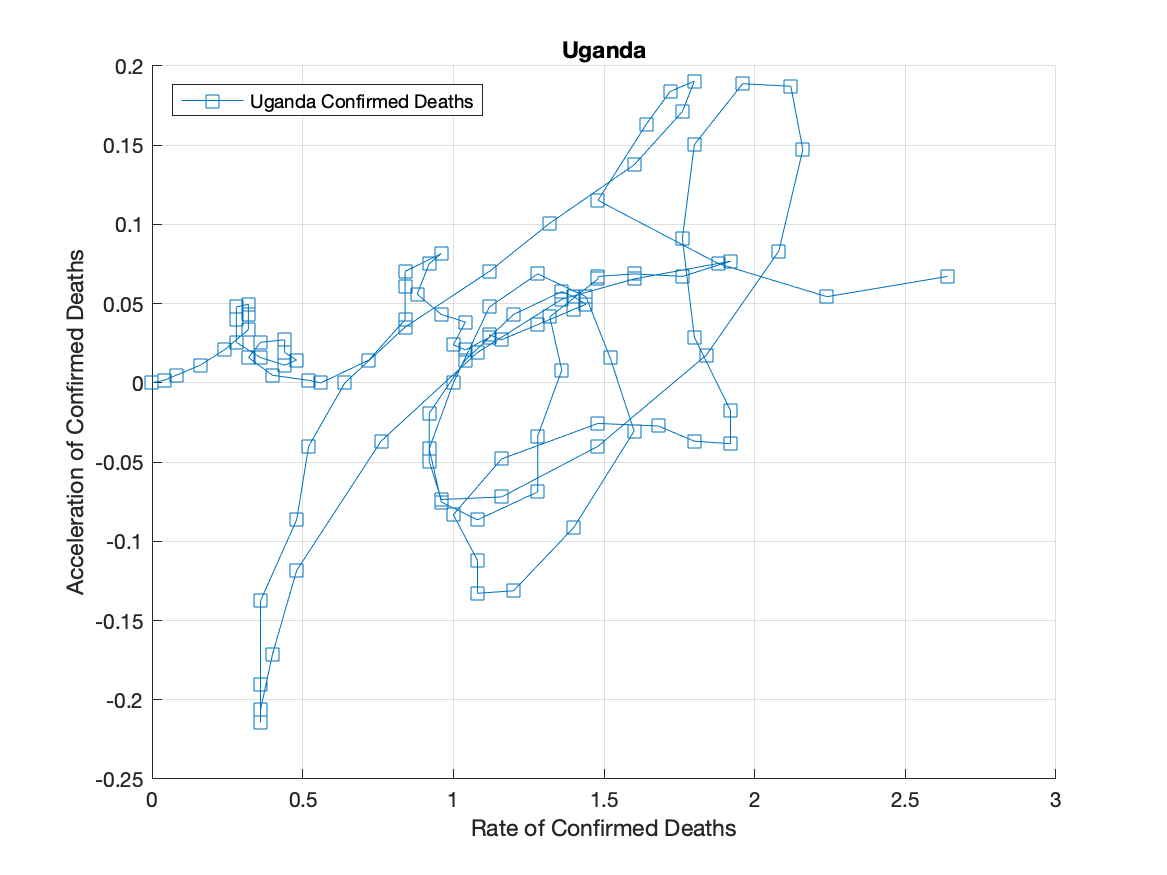 Uganda
Uganda Confirmed Deaths
Acceleration of Confirmed Deaths
0.2
0.15
0.1
0.05
0
-0.05
-0.1
-0.15
-0.2
-0.25
0 0.5 1 1.5 2 2.5 3
Rate of Confirmed Deaths